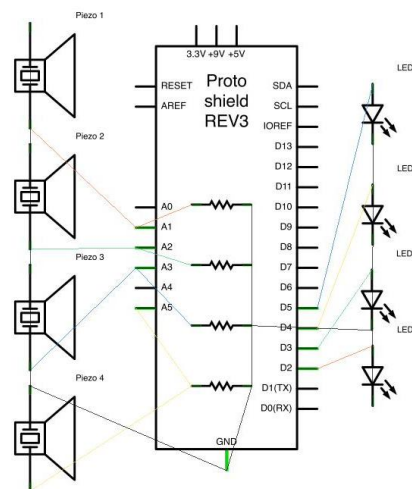 Piezo 1
3.3V +9V +5V
LED
RESET
Proto
shield
REV3
SDA
AREF
SCL
IOREF
D13
Piezo 2
D12
LED
D11
A0
D10
A1
D9
A2
D8
Piezo 3
A3
D7
LED
A4
D6
A5
D5
D4
LED
D3
D2
Piezo 4
D1(TX)
D0(RX)
GND